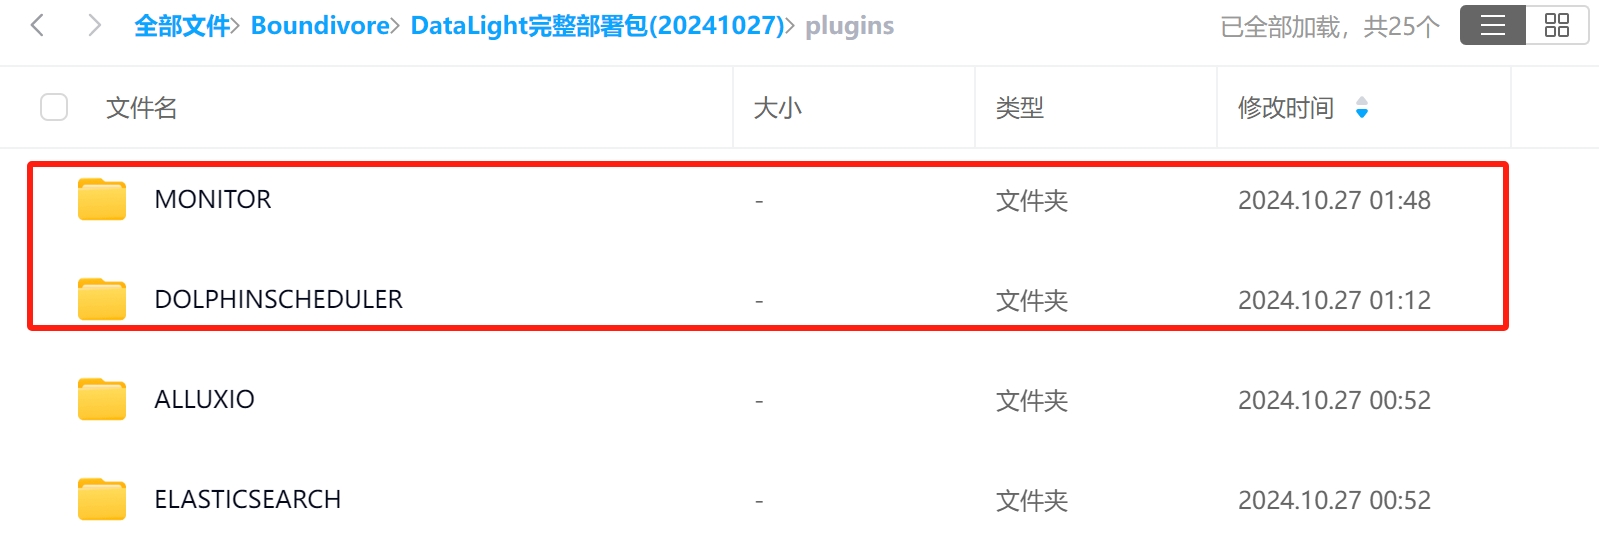 全部文件> Boundivore> DataLight完整部署包(20241027)> plugins 已全部加载，共25个
文件名 大小 类型 修改时间
MONITOR - 文件夹 2024.10.27 01:48
DOLPHINSCHEDULER - 文件夹 2024.10.27 01:12
ALLUXIO - 文件夹 2024.10.27 00:52
ELASTICSEARCH - 文件夹 2024.10.27 00:52